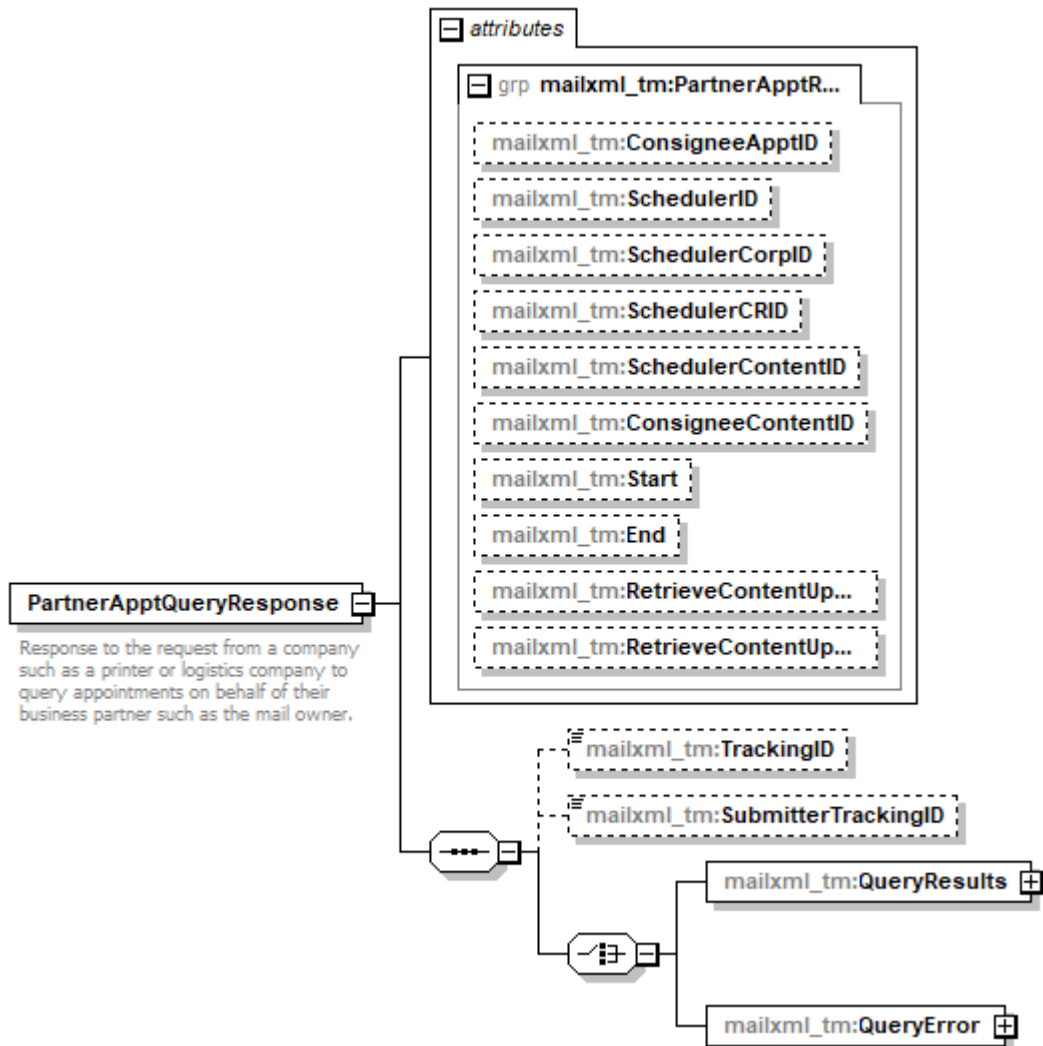 attributes
grp mailxml_tm:PartnerApptR...
mailxml_tm:ConsigneeApptID
mailxml_tm:SchedulerID
mailxml_tm:SchedulerCorpID
mailxml_tm:SchedulerCRID
mailxml_tm:SchedulerContentID
mailxml_tm:ConsigneeContentID
mailxml_tm:Start
mailxml_tm:End
mailxml_tm:RetrieveContentUp...
mailxml_tm:RetrieveContentUp...
PartnerApptQueryResponse
Response to the request from a company
such as a printer or logistics company to
query appointments on behalf of their
business partner such as the mail owner.
mailxml_tm:TrackingID
mailxml_tm:SubmitterTrackingID
mailxml_tm:QueryResults
mailxml_tm:QueryError